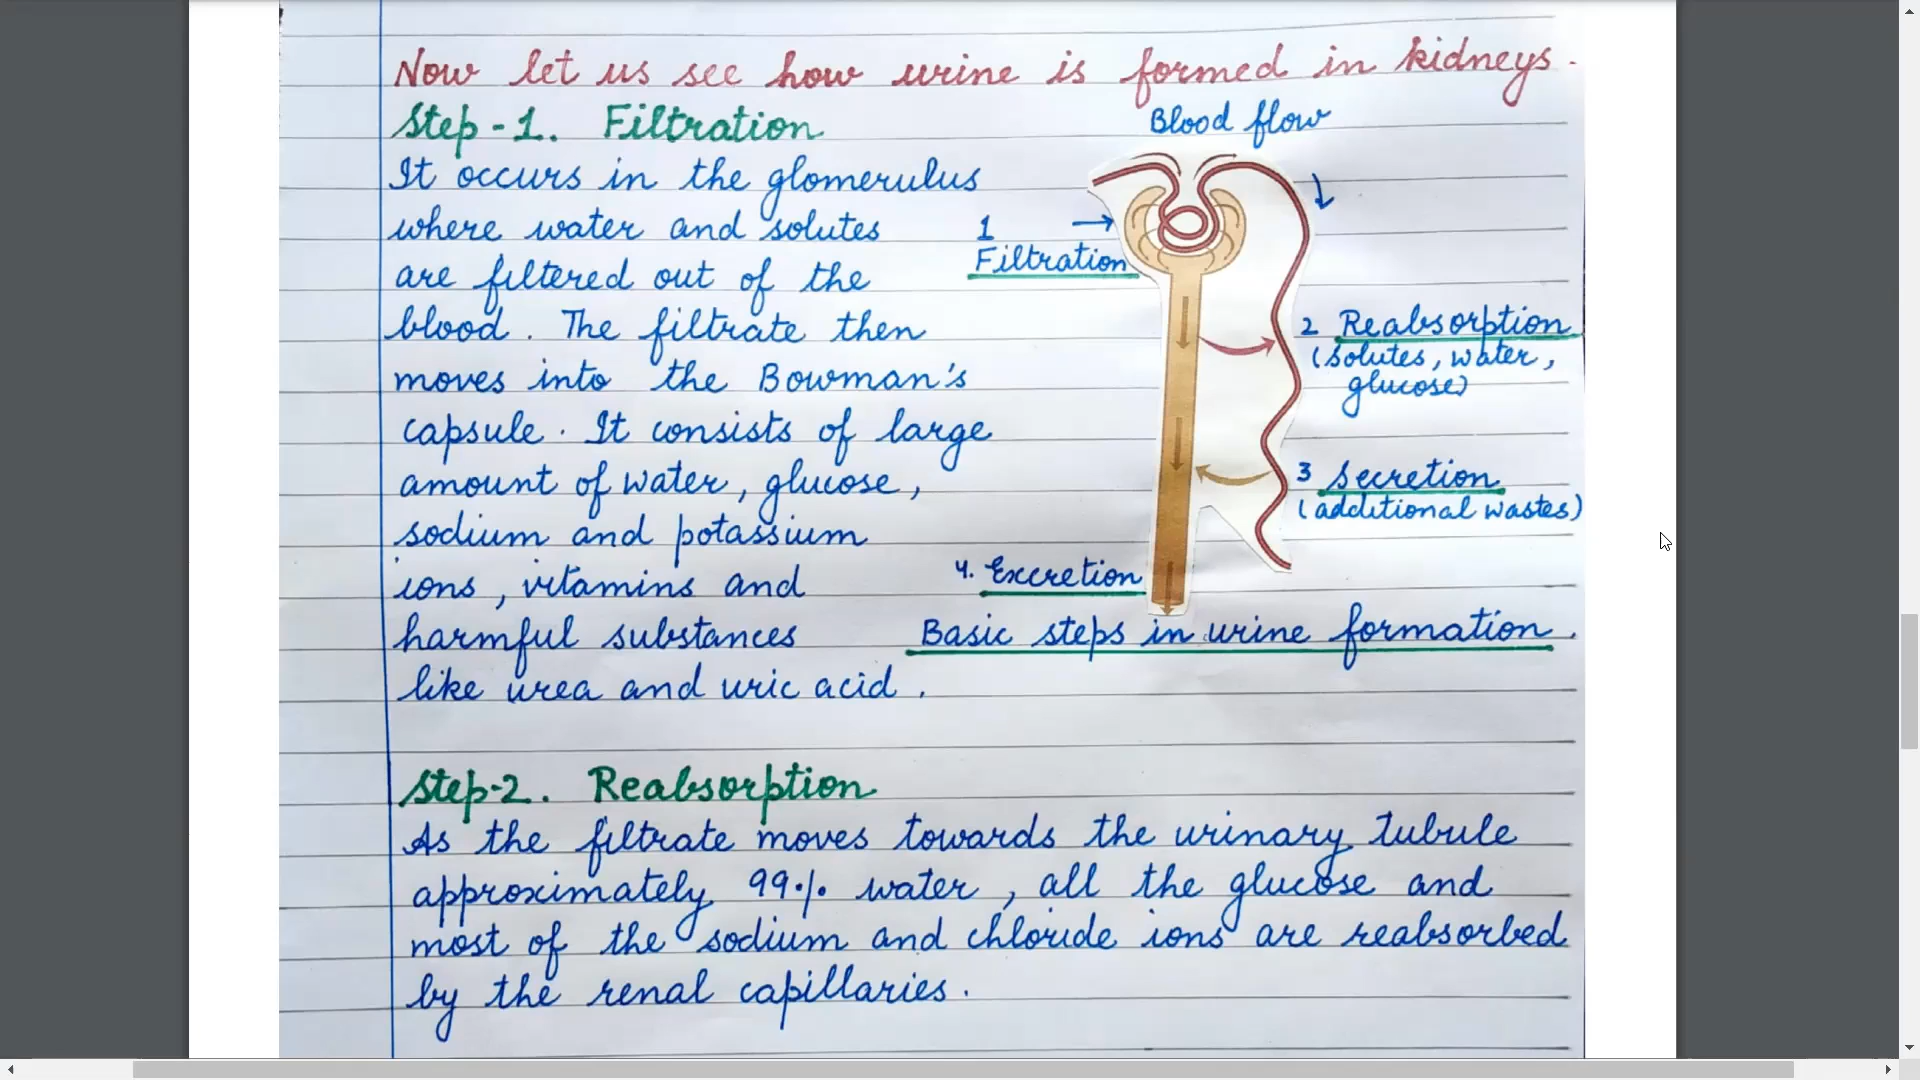 Now let us see how urine is formed in kidneys.
Step-1. Filtration
Blood flow
It occurs in the glomerulus
where water and solutes
are filtered out of the
blood. The filtrate then
moves into the Bowman's
capsule. It consists of large
amount of water, glucose,
sodium and potassium
ions, vitamins and
harmful substances
like urea and uric acid.
1
Filtration
2 Reabsorption
(solutes, water,
glucose)
3 Secretion
(additional wastes)
4. Excretion
Basic steps in urine formation.
Step-2. Reabsorption
As the filtrate moves towards the urinary tubule
approximately 99% water, all the glucose and
most of the sodium and chloride ions are reabsorbed
by the renal capillaries.